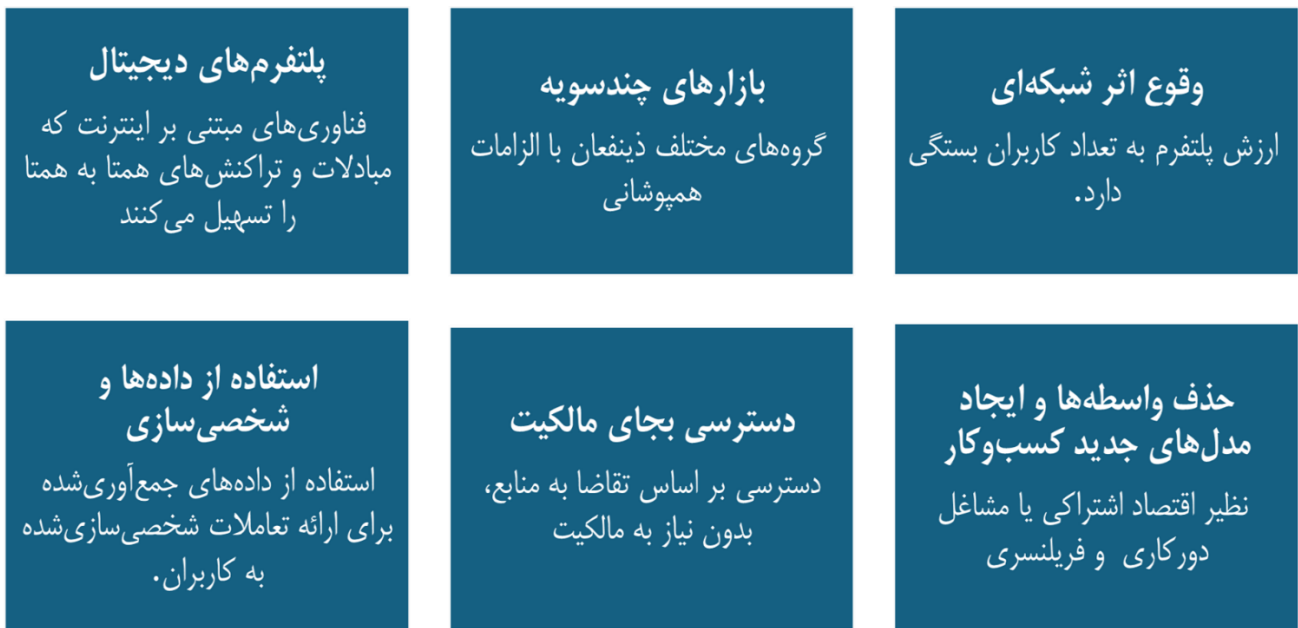 وقوع اثر شبکه‌ای
ارزش پلتفرم به تعداد کاربران بستگی
دارد.
بازارهای چندسویه
گروه‌های مختلف ذینفعان با الزامات
همپوشانی
پلتفرم‌های دیجیتال
فناوری‌های مبتنی بر اینترنت که
مبادلات و تراکنش‌های همتا به همتا
را تسهیل می‌کنند
حذف واسطه‌ها و ایجاد
مدل‌های جدید کسب‌وکار
نظیر اقتصاد اشتراکی یا مشاغل
دورکاری و فریلنسری
دسترسی بجای مالکیت
دسترسی بر اساس تقاضا به منابع،
بدون نیاز به مالکیت
استفاده از داده‌ها و
شخصی‌سازی
استفاده از داده‌های جمع‌آوری‌شده
برای ارائه تعاملات شخصی‌سازی‌شده
به کاربران.